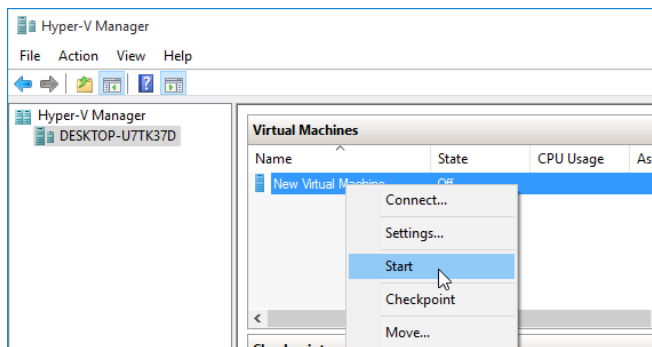 Hyper-V Manager
File Action View Help
Hyper-V Manager
DESKTOP-U7TK37D
Virtual Machines
Name State CPU Usage As
New Virtual Machine Off
Connect...
Settings...
Start
Checkpoint
Move...